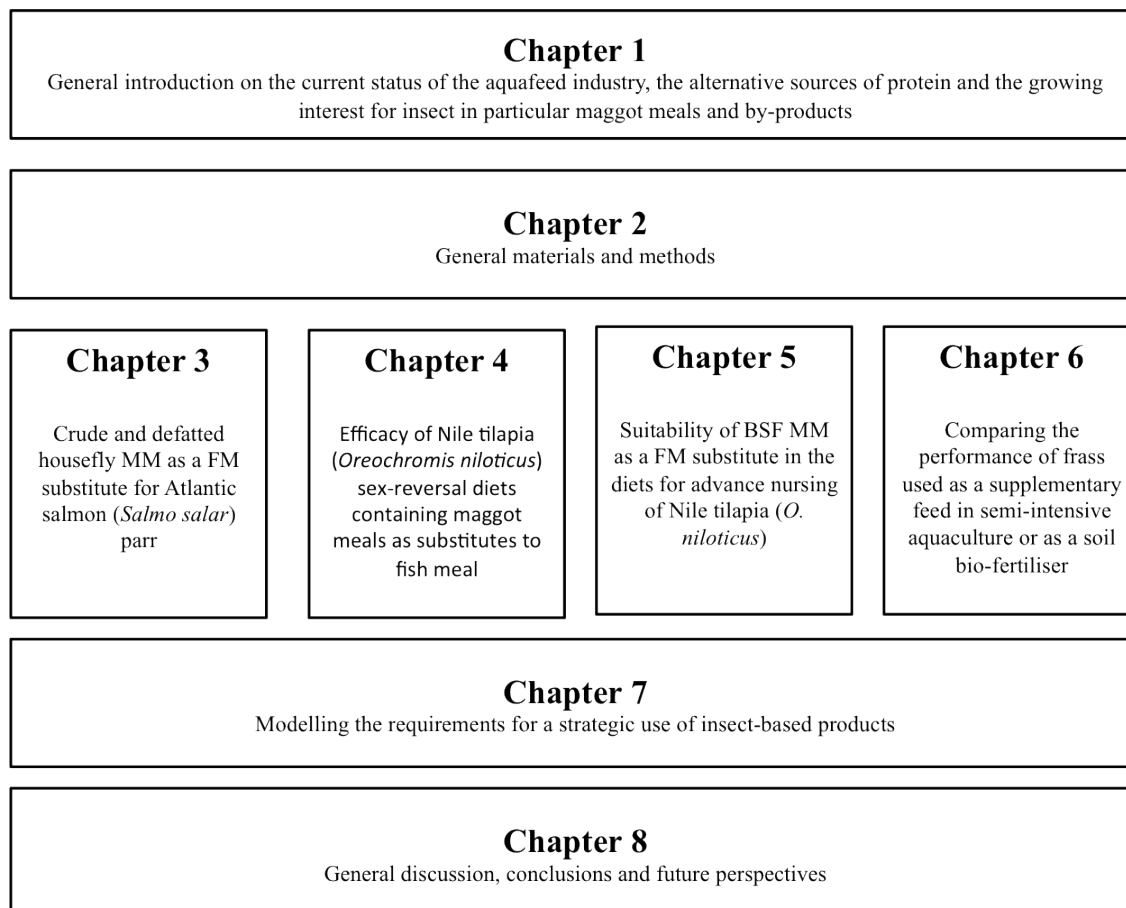 Chapter 1
General introduction on the current status of the aquafeed industry, the alternative sources of protein and the growing
interest for insect in particular maggot meals and by-products
Chapter 2
General materials and methods
Chapter 3
Crude and defatted
housefly MM as a FM
substitute for Atlantic
salmon (Salmo salar)
parr
Chapter 4
Efficacy of Nile tilapia
(Oreochromis niloticus)
sex-reversal diets
containing maggot
meals as substitutes to
fish meal
Chapter 5
Suitability of BSF MM
as a FM substitute in the
diets for advance nursing
of Nile tilapia (O.
niloticus)
Chapter 6
Comparing the
performance of frass
used as a supplementary
feed in semi-intensive
aquaculture or as a soil
bio-fertiliser
Chapter 7
Modelling the requirements for a strategic use of insect-based products
Chapter 8
General discussion, conclusions and future perspectives